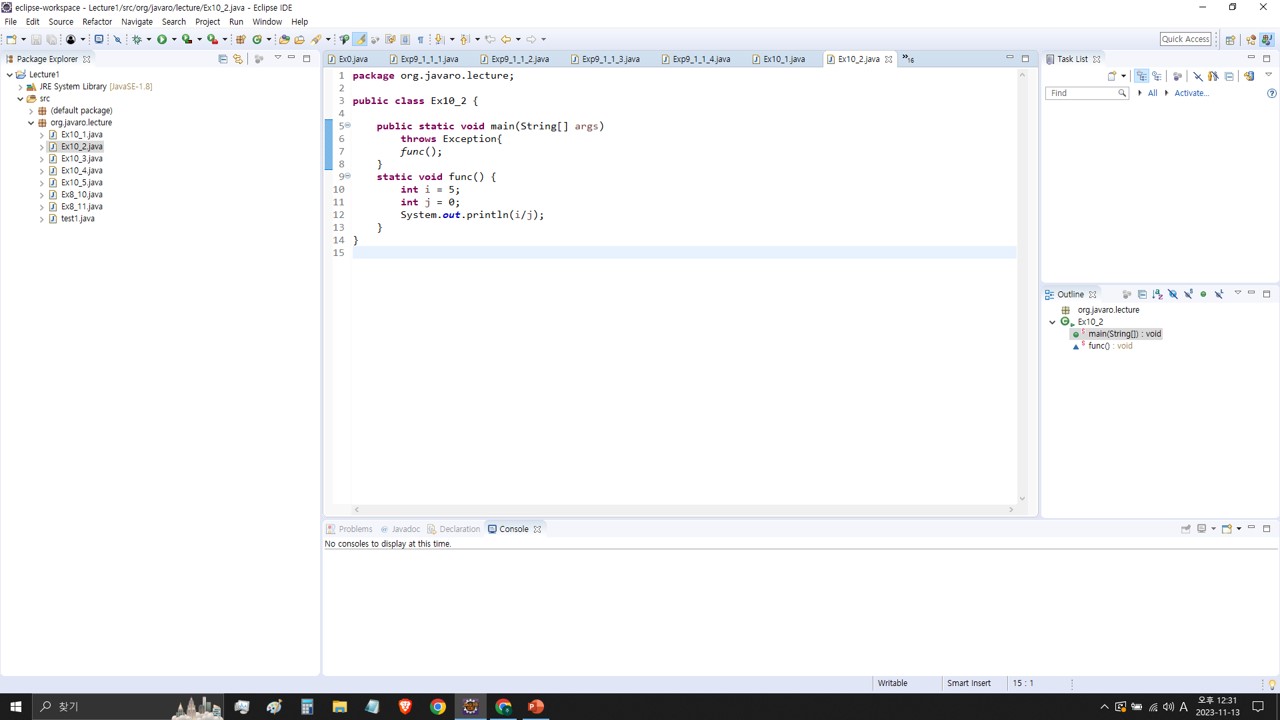 eclipse-workspace - Lecture1/src/org/javaro/lecture/Ex10_2.java - Eclipse IDE
File Edit Source Refactor Navigate Search Project Run Window Help
Quick Access
Package Explorer
Lecture1
JRE System Library [JavaSE-1.8]
src
(default package)
org.javaro.lecture
Ex10_1.java
Ex10_2.java
Ex10_3.java
Ex10_4.java
Ex10_5.java
Ex8_10.java
Ex8_11.java
test1.java
Ex0.java Exp9_1_1_1.java Exp9_1_1_2.java Exp9_1_1_3.java Exp9_1_1_4.java Ex10_1.java Ex10_2.java »16
1 package org.javaro.lecture;
2
3 public class Ex10_2 {
4
5 public static void main(String[] args)
6 throws Exception{
7 func();
8 }
9 static void func() {
10 int i = 5;
11 int j = 0;
12 System.out.println(i/j);
13 }
14 }
15
Task List
Find All Activate...
Outline
org.javaro.lecture
Ex10_2
main(String[]) : void
func() : void
Problems Javadoc Declaration Console
No consoles to display at this time.
Writable Smart Insert 15 : 1
찾기
A 오후 12:31
2023-11-13